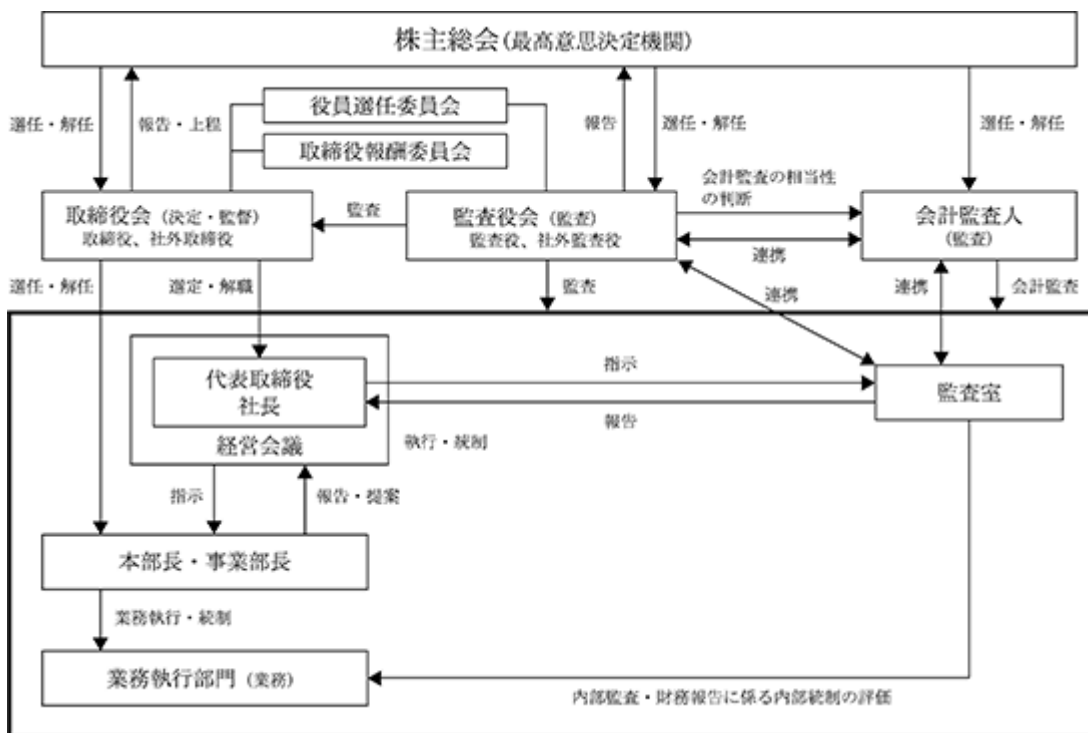 株主総会(最高意思決定機関)
選任・解任
報告・上程
役員選任委員会
取締役報酬委員会
報告
選任・解任
選任・解任
取締役会(決定・監督)
取締役、社外取締役
監査
監査役会(監査)
監査役、社外監査役
会計監査の相当性
の判断
連携
会計監査人
(監査)
選任・解任
選定・解職
監査
連携
連携
会計監査
代表取締役
社長
経営会議
執行・統制
指示
報告
監査室
指示
報告・提案
本部長・事業部長
業務執行・統制
業務執行部門(業務)
内部監査・財務報告に係る内部統制の評価